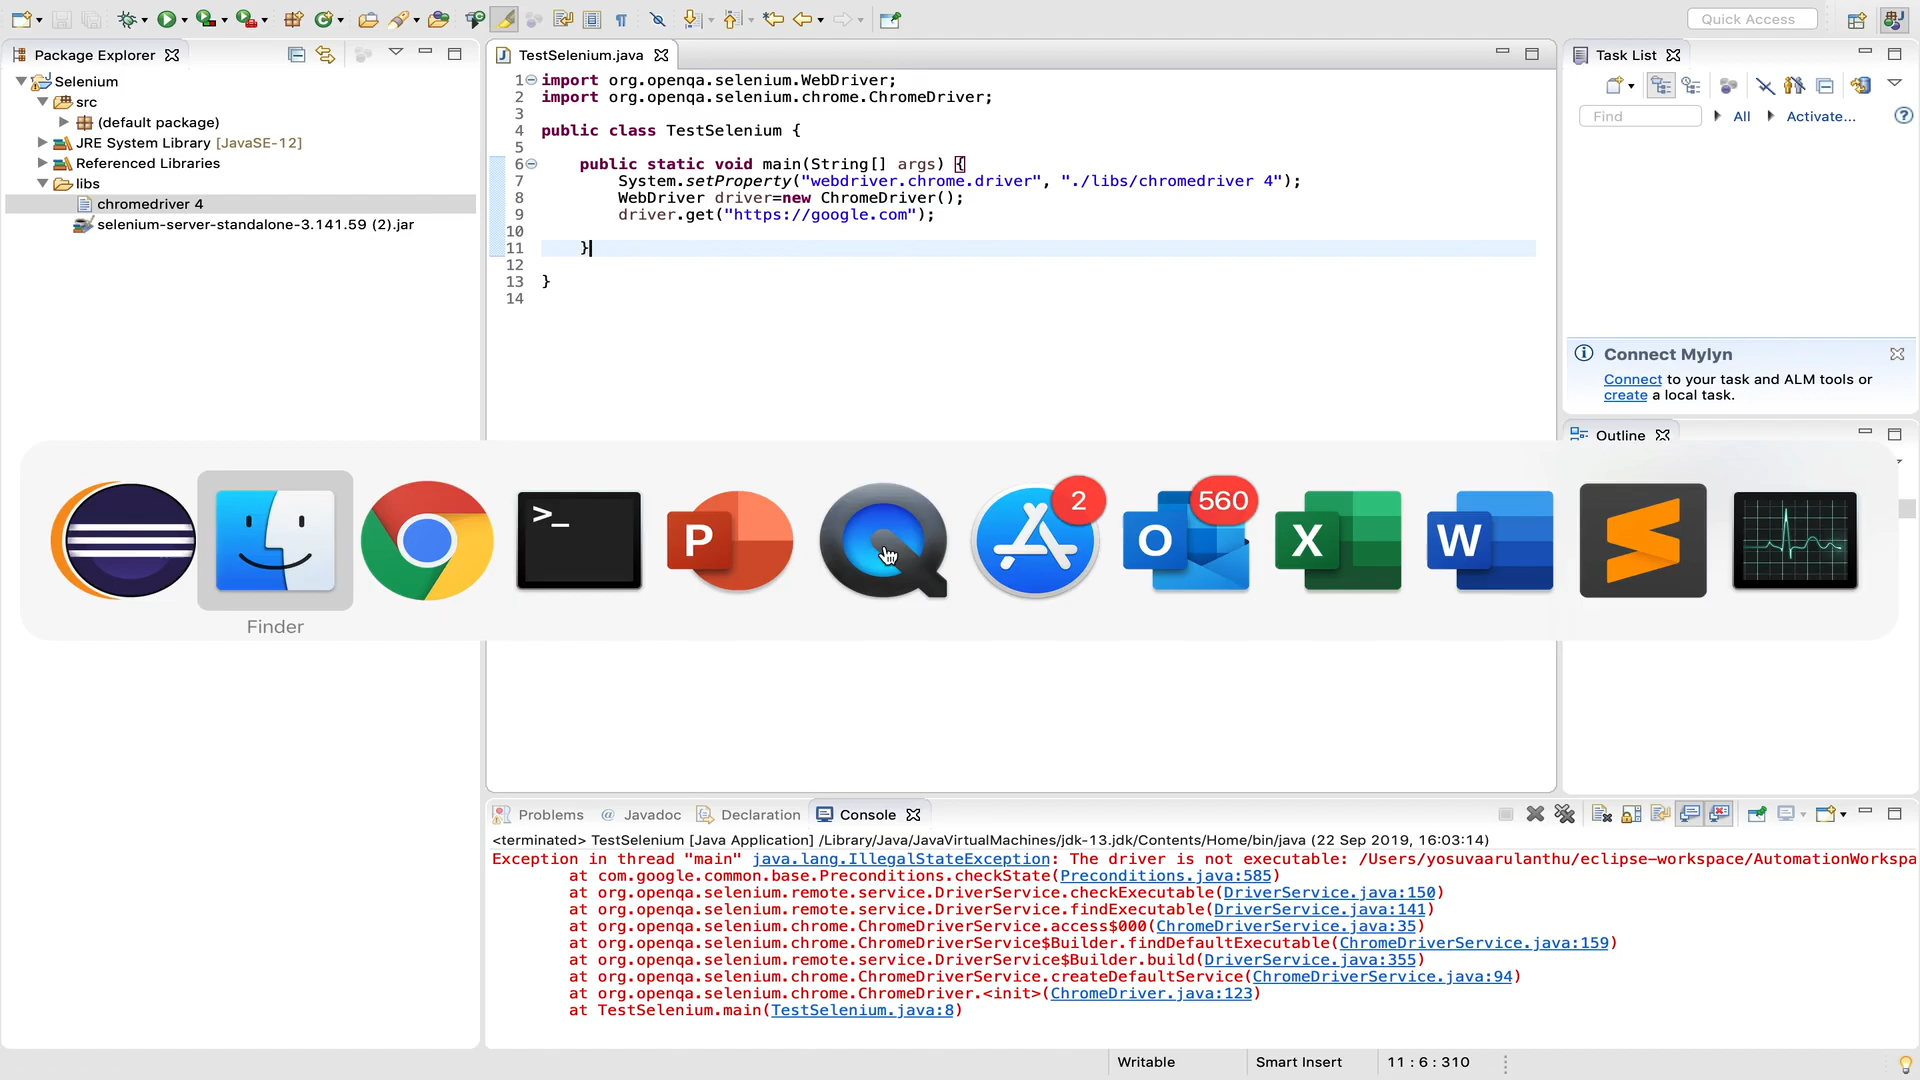 Quick Access
Package Explorer
Selenium
src
(default package)
JRE System Library [JavaSE-12]
Referenced Libraries
libs
chromedriver 4
selenium-server-standalone-3.141.59 (2).jar
TestSelenium.java
1 import org.openqa.selenium.WebDriver;
2 import org.openqa.selenium.chrome.ChromeDriver;
3
4 public class TestSelenium {
5
6 public static void main(String[] args) {
7 System.setProperty("webdriver.chrome.driver", "./libs/chromedriver 4");
8 WebDriver driver=new ChromeDriver();
9 driver.get("https://google.com");
10
11 }
12
13 }
14
Task List
Find
All
Activate...
Connect Mylyn
Connect to your task and ALM tools or
create a local task.
Outline
>_
P
2
O
560
X
W
Finder
Problems
@ Javadoc
Declaration
Console
<terminated> TestSelenium [Java Application] /Library/Java/JavaVirtualMachines/jdk-13.jdk/Contents/Home/bin/java (22 Sep 2019, 16:03:14)
Exception in thread "main" java.lang.IllegalStateException: The driver is not executable: /Users/yosuvaarulanthu/eclipse-workspace/AutomationWorkspa
at com.google.common.base.Preconditions.checkState(Preconditions.java:585)
at org.openqa.selenium.remote.service.DriverService.checkExecutable(DriverService.java:150)
at org.openqa.selenium.remote.service.DriverService.findExecutable(DriverService.java:141)
at org.openqa.selenium.chrome.ChromeDriverService.access$000(ChromeDriverService.java:35)
at org.openqa.selenium.chrome.ChromeDriverService$Builder.findDefaultExecutable(ChromeDriverService.java:159)
at org.openqa.selenium.remote.service.DriverService$Builder.build(DriverService.java:355)
at org.openqa.selenium.chrome.ChromeDriverService.createDefaultService(ChromeDriverService.java:94)
at org.openqa.selenium.chrome.ChromeDriver.<init>(ChromeDriver.java:123)
at TestSelenium.main(TestSelenium.java:8)
Writable
Smart Insert
11 : 6 : 310